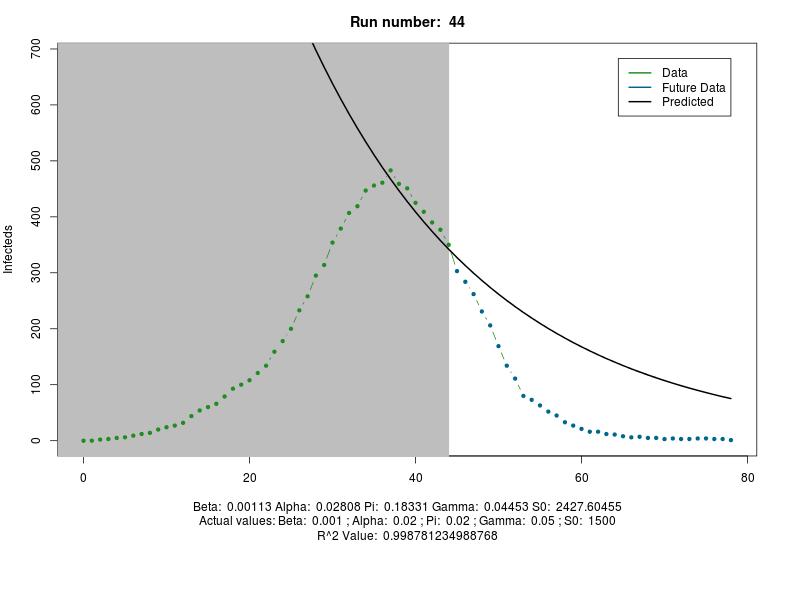 Run number: 44
700
600
500
400
300
200
100
0
Infecteds
Data
Future Data
Predicted
0 20 40 60 80
Beta: 0.00113 Alpha: 0.02808 Pi: 0.18331 Gamma: 0.04453 S0: 2427.60455
Actual values: Beta: 0.001 ; Alpha: 0.02 ; Pi: 0.02 ; Gamma: 0.05 ; S0: 1500
R^2 Value: 0.998781234988768